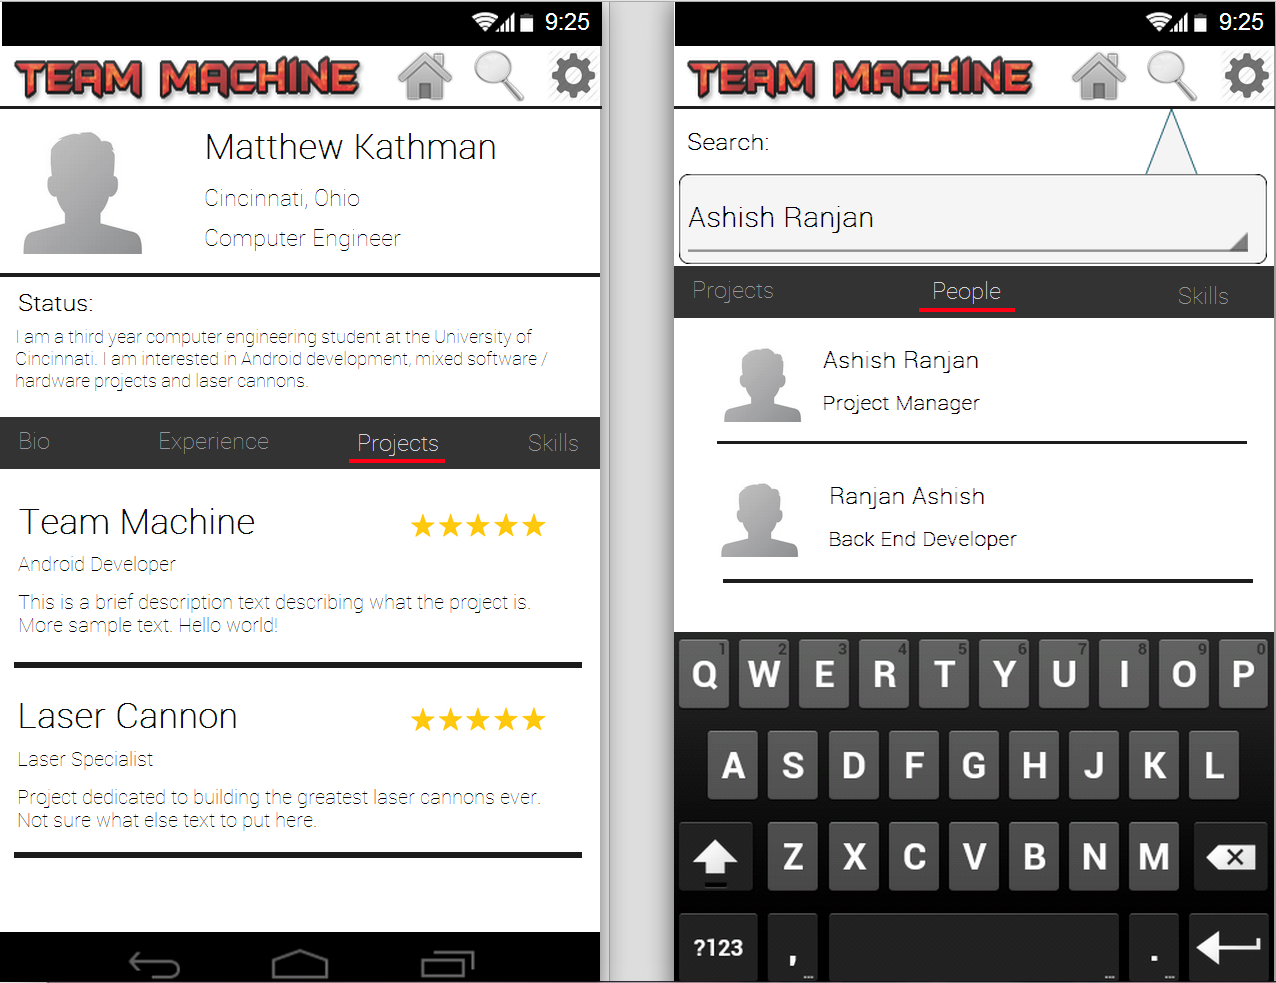 9:25
TEAM MACHINE
Matthew Kathman
Cincinnati, Ohio
Computer Engineer
Status:
I am a third year computer engineering student at the University of
Cincinnati. I am interested in Android development, mixed software /
hardware projects and laser cannons.
Bio Experience Projects Skills
Team Machine
Android Developer
This is a brief description text describing what the project is.
More sample text. Hello world!
Laser Cannon
Laser Specialist
Project dedicated to building the greatest laser cannons ever.
Not sure what else text to put here.
9:25
TEAM MACHINE
Search:
Ashish Ranjan
Projects People Skills
Ashish Ranjan
Project Manager
Ranjan Ashish
Back End Developer
1 2 3 4 5 6 7 8 9 0
Q W E R T Y U I O P
A S D F G H J K L
Z X C V B N M
?123 , ... ... . ...